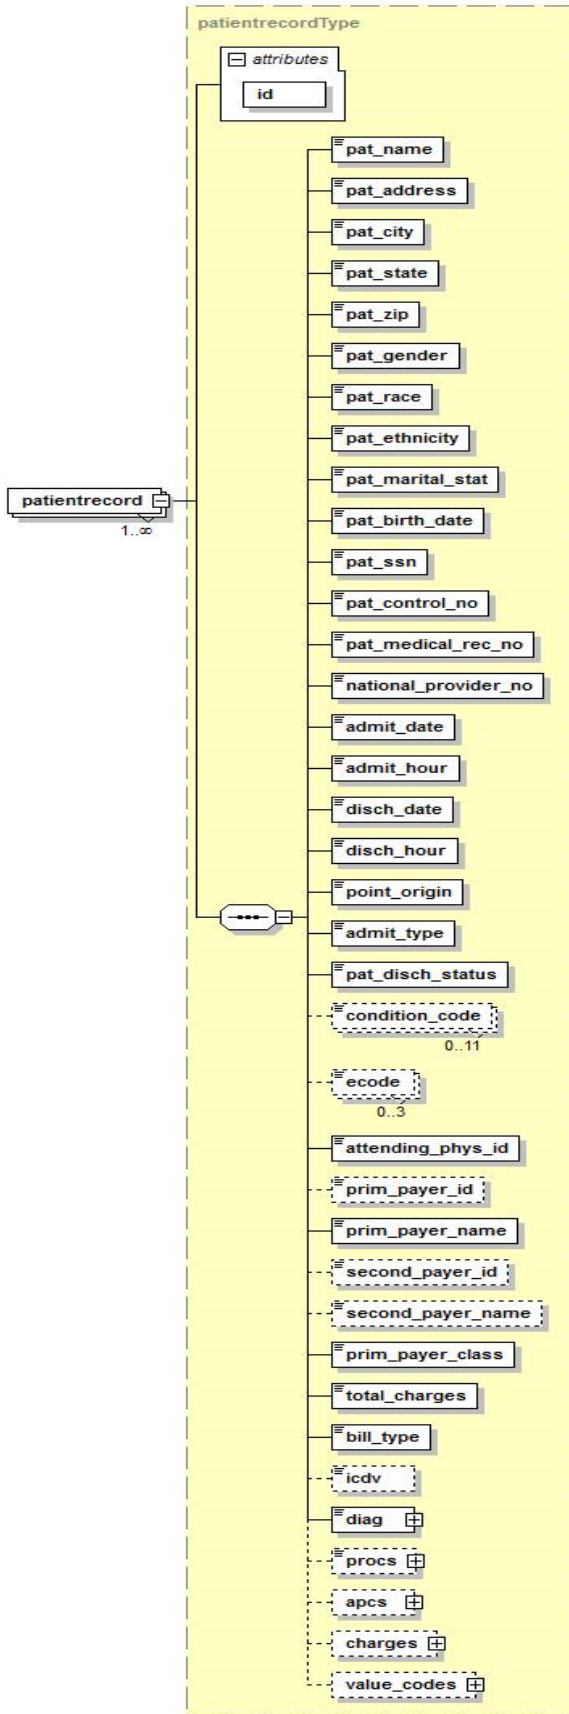 patientrecordType
attributes
id
pat_name
pat_address
pat_city
pat_state
pat_zip
pat_gender
pat_race
pat_ethnicity
pat_marital_stat
patientrecord
1..∞
pat_birth_date
pat_ssn
pat_control_no
pat_medical_rec_no
national_provider_no
admit_date
admit_hour
disch_date
disch_hour
point_origin
admit_type
pat_disch_status
condition_code
0..11
ecode
0..3
attending_phys_id
prim_payer_id
prim_payer_name
second_payer_id
second_payer_name
prim_payer_class
total_charges
bill_type
icdv
diag
procs
apcs
charges
value_codes